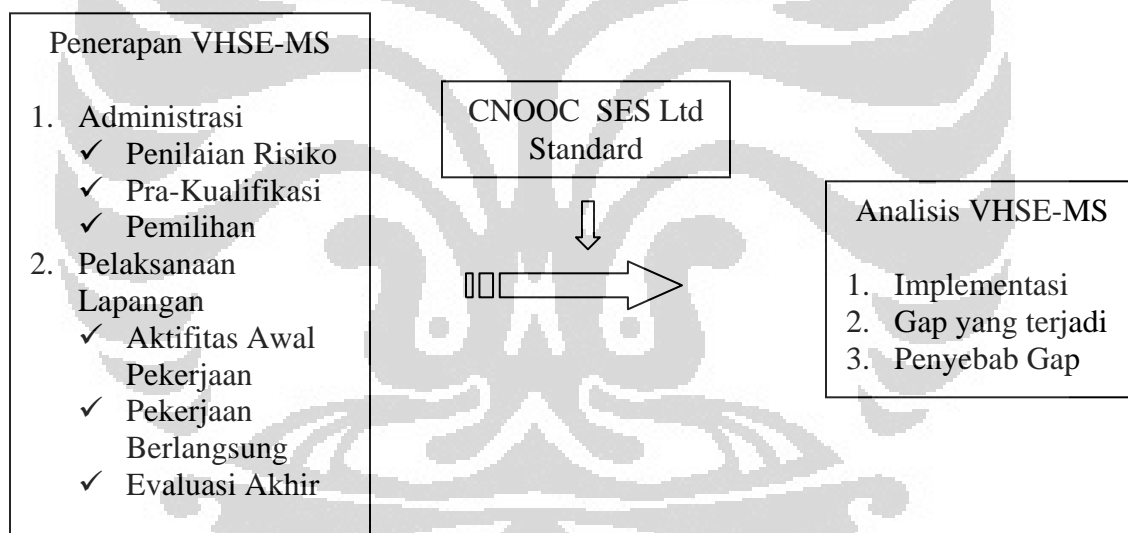 Penerapan VHSE-MS
1. Administrasi
✓ Penilaian Risiko
✓ Pra-Kualifikasi
✓ Pemilihan
2. Pelaksanaan
Lapangan
✓ Aktifitas Awal
Pekerjaan
✓ Pekerjaan
Berlangsung
✓ Evaluasi Akhir
CNOOC SES Ltd
Standard
Analisis VHSE-MS
1. Implementasi
2. Gap yang terjadi
3. Penyebab Gap